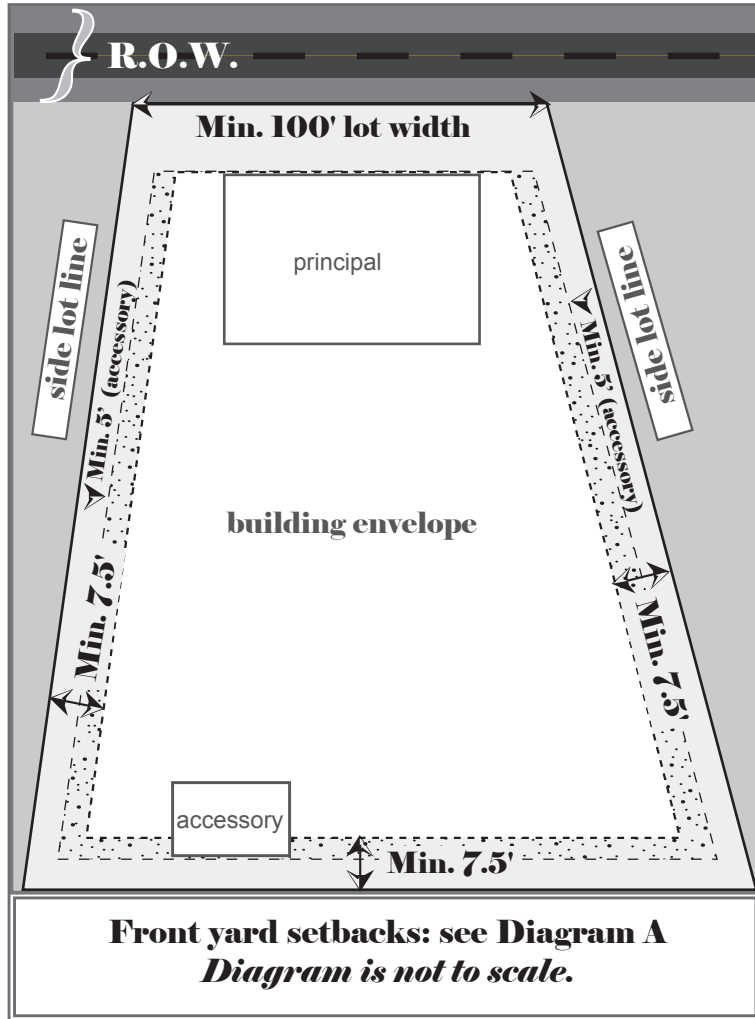 R.O.W.
Min. 100' lot width
principal
side lot line
side lot line
Min. 5' (accessory)
Min. 5' (accessory)
building envelope
Min. 7.5'
Min. 7.5'
accessory
Min. 7.5'
Front yard setbacks: see Diagram A
Diagram is not to scale.